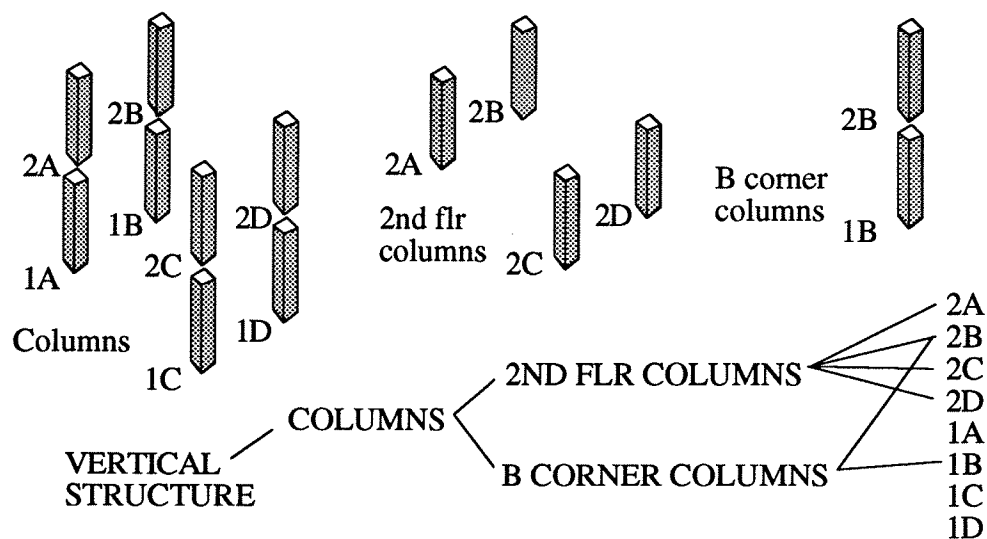 2A
2B
1A
1B
2C
2D
1C
1D
Columns
2A
2B
2C
2D
2nd flr
columns
2B
1B
B corner
columns
VERTICAL
STRUCTURE
COLUMNS
2ND FLR COLUMNS
B CORNER COLUMNS
2A
2B
2C
2D
1A
1B
1C
1D